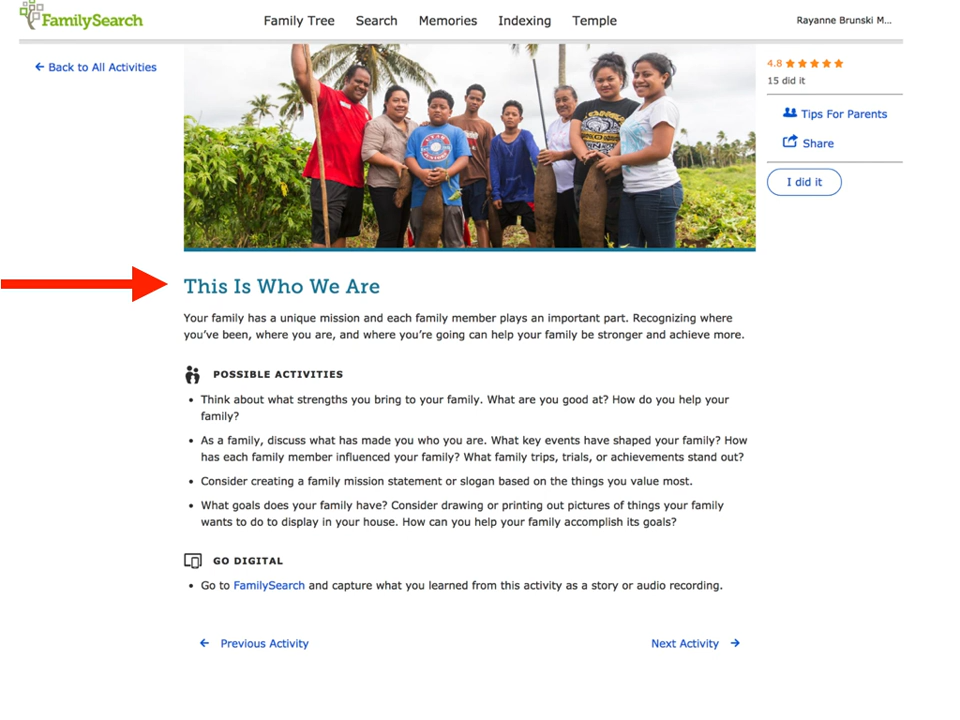 FamilySearch
Family Tree Search Memories Indexing Temple
Rayanne Brunski M...
← Back to All Activities
4.8 ★★★★★
15 did it
Tips For Parents
Share
I did it
This Is Who We Are
Your family has a unique mission and each family member plays an important part. Recognizing where
you've been, where you are, and where you're going can help your family be stronger and achieve more.
POSSIBLE ACTIVITIES
• Think about what strengths you bring to your family. What are you good at? How do you help your
family?
• As a family, discuss what has made you who you are. What key events have shaped your family? How
has each family member influenced your family? What family trips, trials, or achievements stand out?
• Consider creating a family mission statement or slogan based on the things you value most.
• What goals does your family have? Consider drawing or printing out pictures of things your family
wants to do to display in your house. How can you help your family accomplish its goals?
GO DIGITAL
• Go to FamilySearch and capture what you learned from this activity as a story or audio recording.
← Previous Activity
Next Activity →